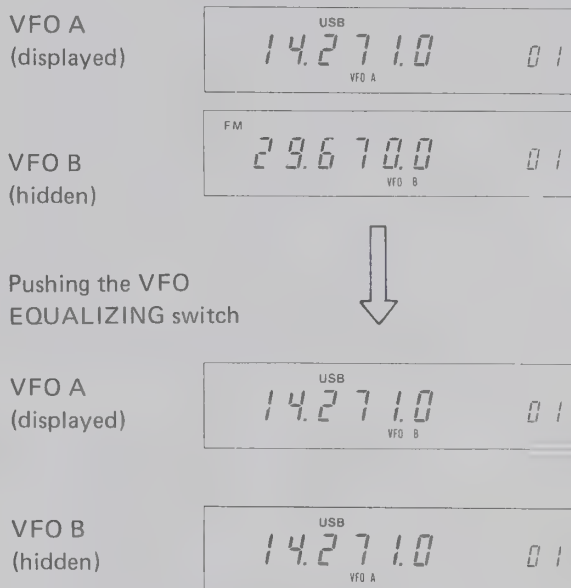 VFO A
(displayed)
USB
14.271.0
VFO A
01
VFO B
(hidden)
FM
29.670.0
VFO B
01
Pushing the VFO
EQUALIZING switch
VFO A
(displayed)
USB
14.271.0
VFO B
01
VFO B
(hidden)
USB
14.271.0
VFO A
01